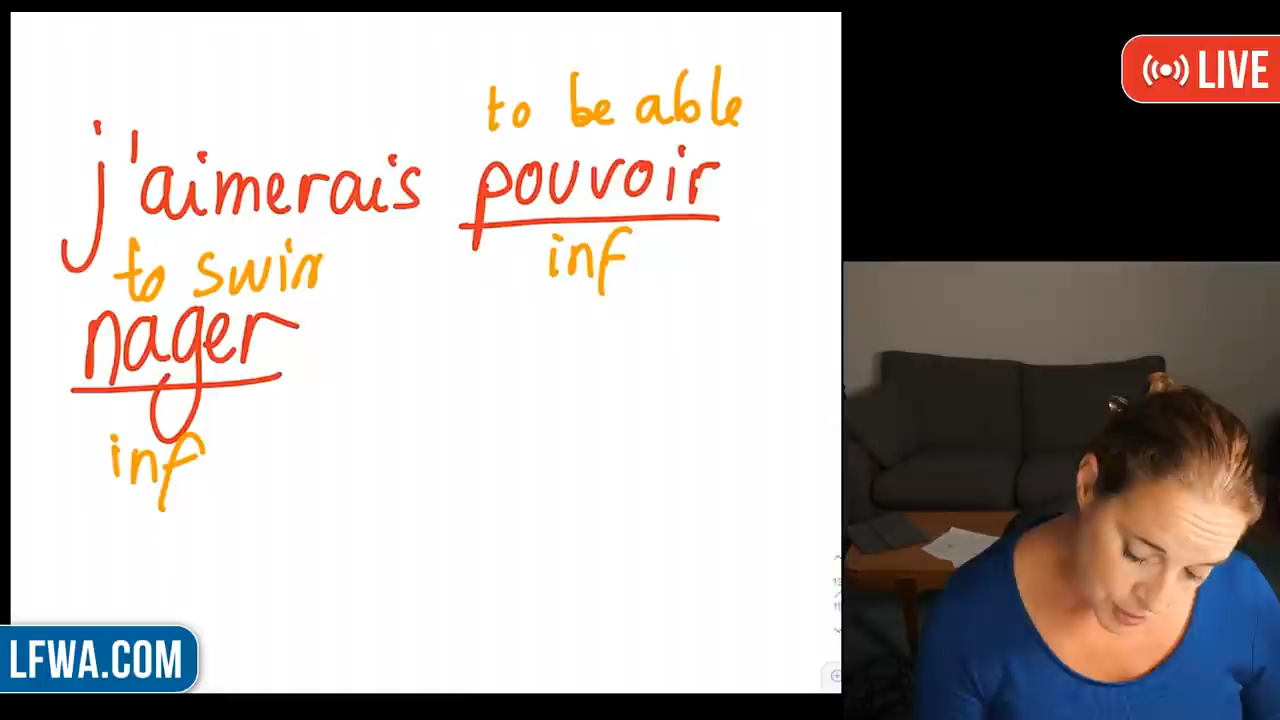 to be able
j'aimerais pouvoir
inf
to swim
nager
inf
LIVE
LFWA.COM